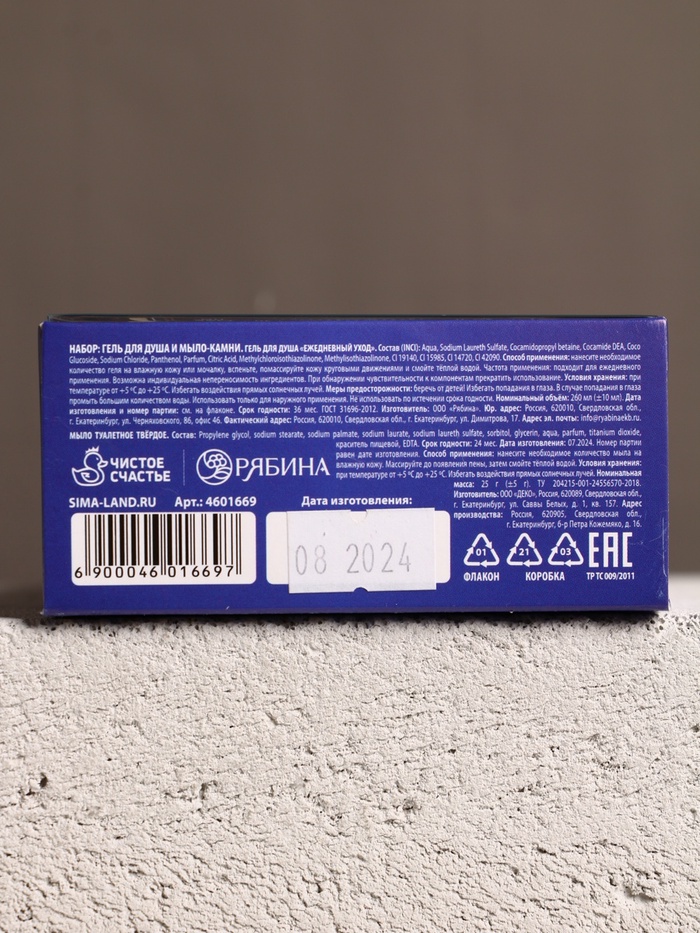 НАБОР: ГЕЛЬ ДЛЯ ДУША И МЫЛО-КАМНИ. ГЕЛЬ ДЛЯ ДУША «ЕЖЕДНЕВНЫЙ УХОД». Состав (INCI): Aqua, Sodium Laureth Sulfate, Cocamidopropyl betaine, Cocamide DEA, Coco
Glucoside, Sodium Chloride, Panthenol, Parfum, Citric Acid, Methylchloroisothiazolinone, Methylisothiazolinone, CI 19140, CI 15985, CI 14720, CI 42090. Способ применения: нанесите необходимое
количество геля на влажную кожу или мочалку, вспеньте, помассируйте кожу круговыми движениями и смойте тёплой водой. Частота применения: подходит для ежедневного
применения. Возможна индивидуальная непереносимость ингредиентов. При обнаружении чувствительности к компонентам прекратить использование. Условия хранения: при
температуре от +5 ºC до +25 ºC. Избегать воздействия прямых солнечных лучей. Меры предосторожности: беречь от детей! Избегать попадания в глаза. В случае попадания в глаза
промыть большим количеством воды. Использовать только для наружного применения. Не использовать по истечении срока годности. Номинальный объём: 260 мл (±10 мл). Дата
изготовления и номер партии: см. на флаконе. Срок годности: 36 мес. ГОСТ 31696-2012. Изготовитель: ООО «Рябина». Юр. адрес: Россия, 620010, Свердловская обл.,
г. Екатеринбург, ул. Черняховского, 86, офис 46. Фактический адрес: Россия, 620010, Свердловская обл., г. Екатеринбург, ул. Димитрова, 17. Адрес эл. почты: info@ryabinaekb.ru.
МЫЛО ТУАЛЕТНОЕ ТВЁРДОЕ. Состав: Propylene glycol, sodium stearate, sodium palmate, sodium laurate, sodium laureth sulfate, sorbitol, glycerin, aqua, parfum, titanium dioxide,
краситель пищевой, EDTA. Срок годности: 24 мес. Дата изготовления: 07.2024. Номер партии
равен дате изготовления. Способ применения: нанесите необходимое количество мыла на
влажную кожу. Массируйте до появления пены, затем смойте тёплой водой. Условия хранения:
при температуре от +5 ºC до +25 ºC. Избегать воздействия прямых солнечных лучей. Номинальная
масса: 25 г (±5 г). ТУ 204215-001-24556570-2018.
Изготовитель: ООО «ДЕКО», Россия, 620089, Свердловская обл.,
г. Екатеринбург, ул. Саввы Белых, д. 1, кв. 157. Адрес
производства: Россия, 620905, Свердловская обл.,
г. Екатеринбург, б-р Петра Кожемяко, д. 16.
ЧИСТОЕ
СЧАСТЬЕ
РЯБИНА
SIMA-LAND.RU Арт.: 4601669
Дата изготовления:
08 2024
6 900046 016697
01 21 03 EAC
ФЛАКОН КОРОБКА ТР ТС 009/2011